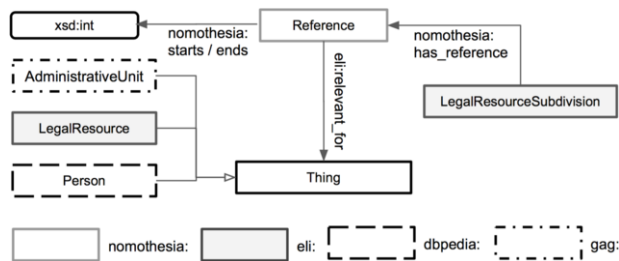 xsd:int
nomothesia:
starts / ends
Reference
nomothesia:
has_reference
AdministrativeUnit
eli:relevant_for
LegalResourceSubdivision
LegalResource
Person
Thing
nomothesia:
eli:
dbpedia:
gag: